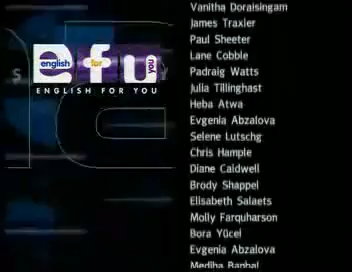 english for you
ENGLISH FOR YOU
Vanitha Doraisingam
James Traxler
Paul Sheeter
Lane Cobble
Padraig Watts
Julia Tillinghast
Heba Atwa
Evgenia Abzalova
Selene Lutschg
Chris Hample
Diane Caldwell
Brody Shappel
Elisabeth Salaets
Molly Farquharson
Bora Yücel
Evgenia Abzalova